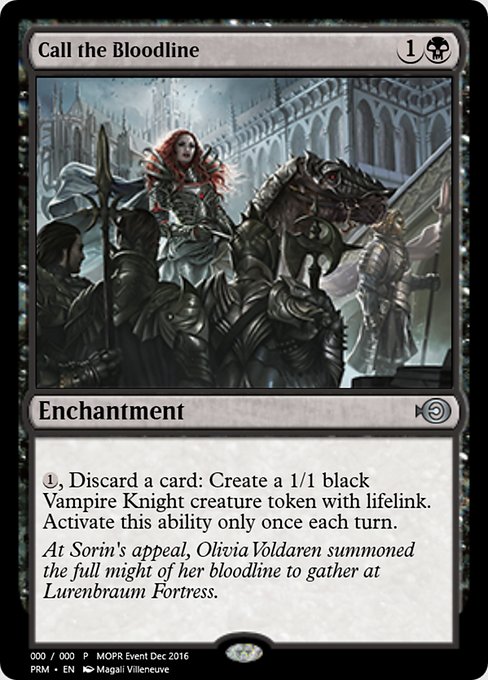 Call the Bloodline 1
Enchantment
1, Discard a card: Create a 1/1 black
Vampire Knight creature token with lifelink.
Activate this ability only once each turn.
At Sorin's appeal, Olivia Voldaren summoned
the full might of her bloodline to gather at
Lurenbraum Fortress.
000 / 000 P MOPR Event Dec 2016
PRM • EN Magali Villeneuve